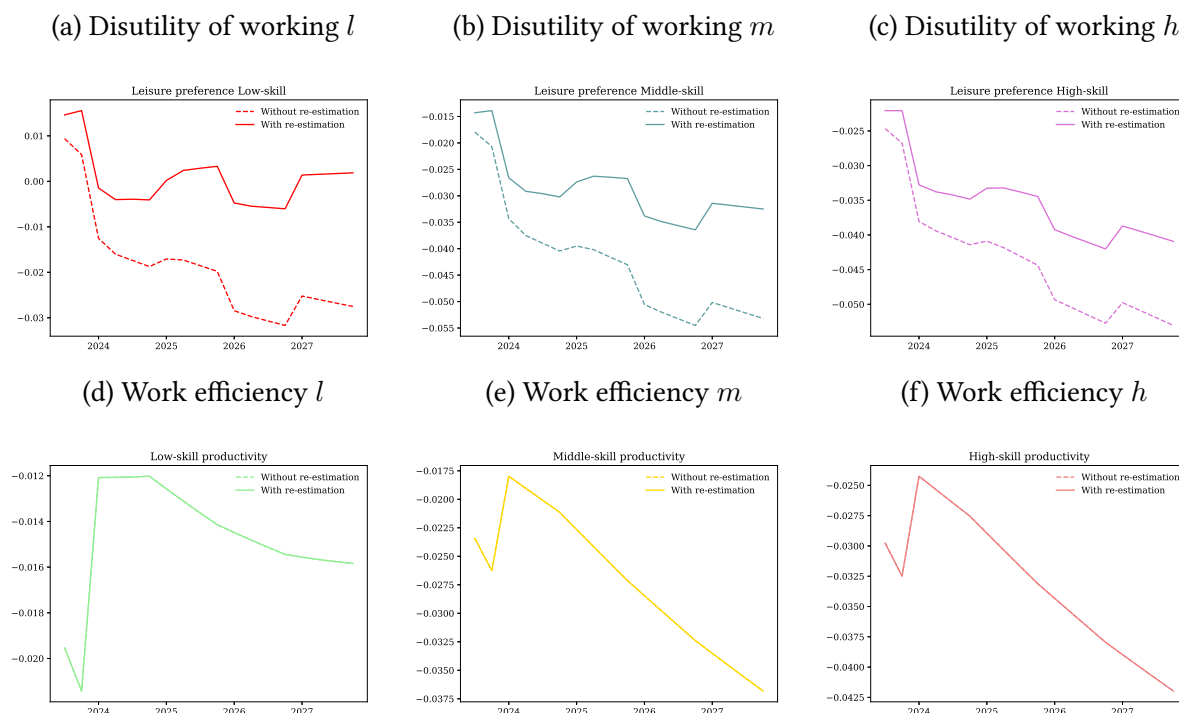 (a) Disutility of working l
(b) Disutility of working m
(c) Disutility of working h
Leisure preference Low-skill
Without re-estimation
With re-estimation
0.01
0.00
−0.01
−0.02
−0.03
2024 2025 2026 2027
Leisure preference Middle-skill
Without re-estimation
With re-estimation
−0.015
−0.020
−0.025
−0.030
−0.035
−0.040
−0.045
−0.050
−0.055
2024 2025 2026 2027
Leisure preference High-skill
Without re-estimation
With re-estimation
−0.025
−0.030
−0.035
−0.040
−0.045
−0.050
2024 2025 2026 2027
(d) Work efficiency l
(e) Work efficiency m
(f) Work efficiency h
Low-skill productivity
Without re-estimation
With re-estimation
−0.012
−0.014
−0.016
−0.018
−0.020
2024 2025 2026 2027
Middle-skill productivity
Without re-estimation
With re-estimation
−0.0175
−0.0200
−0.0225
−0.0250
−0.0275
−0.0300
−0.0325
−0.0350
−0.0375
2024 2025 2026 2027
High-skill productivity
Without re-estimation
With re-estimation
−0.0250
−0.0275
−0.0300
−0.0325
−0.0350
−0.0375
−0.0400
−0.0425
2024 2025 2026 2027